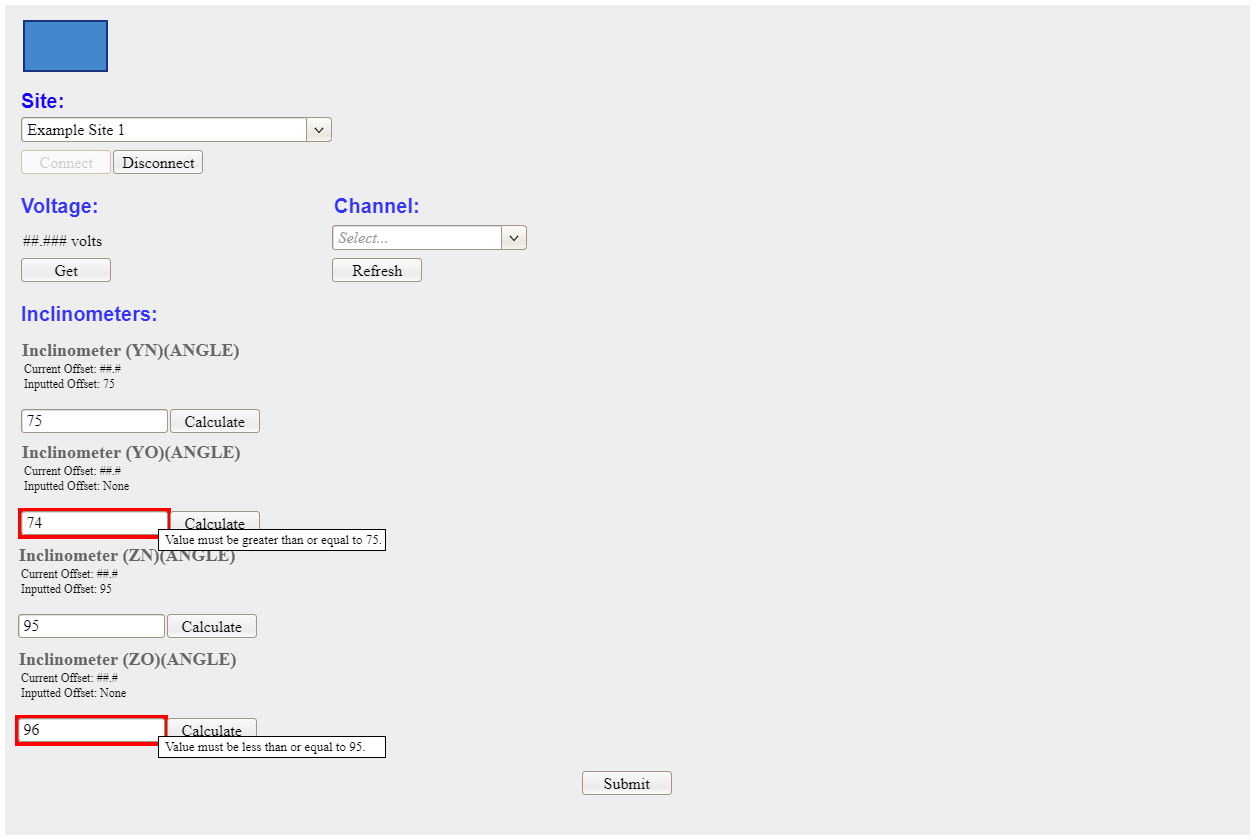 Site:
Example Site 1
Connect Disconnect
Voltage: Channel:
##.### volts Select...
Get Refresh
Inclinometers:
Inclinometer (YN)(ANGLE)
Current Offset: ##.#
Inputted Offset: 75
75 Calculate
Inclinometer (YO)(ANGLE)
Current Offset: ##.#
Inputted Offset: None
74 Calculate
Value must be greater than or equal to 75.
Inclinometer (ZN)(ANGLE)
Current Offset: ##.#
Inputted Offset: 95
95 Calculate
Inclinometer (ZO)(ANGLE)
Current Offset: ##.#
Inputted Offset: None
96 Calculate
Value must be less than or equal to 95.
Submit